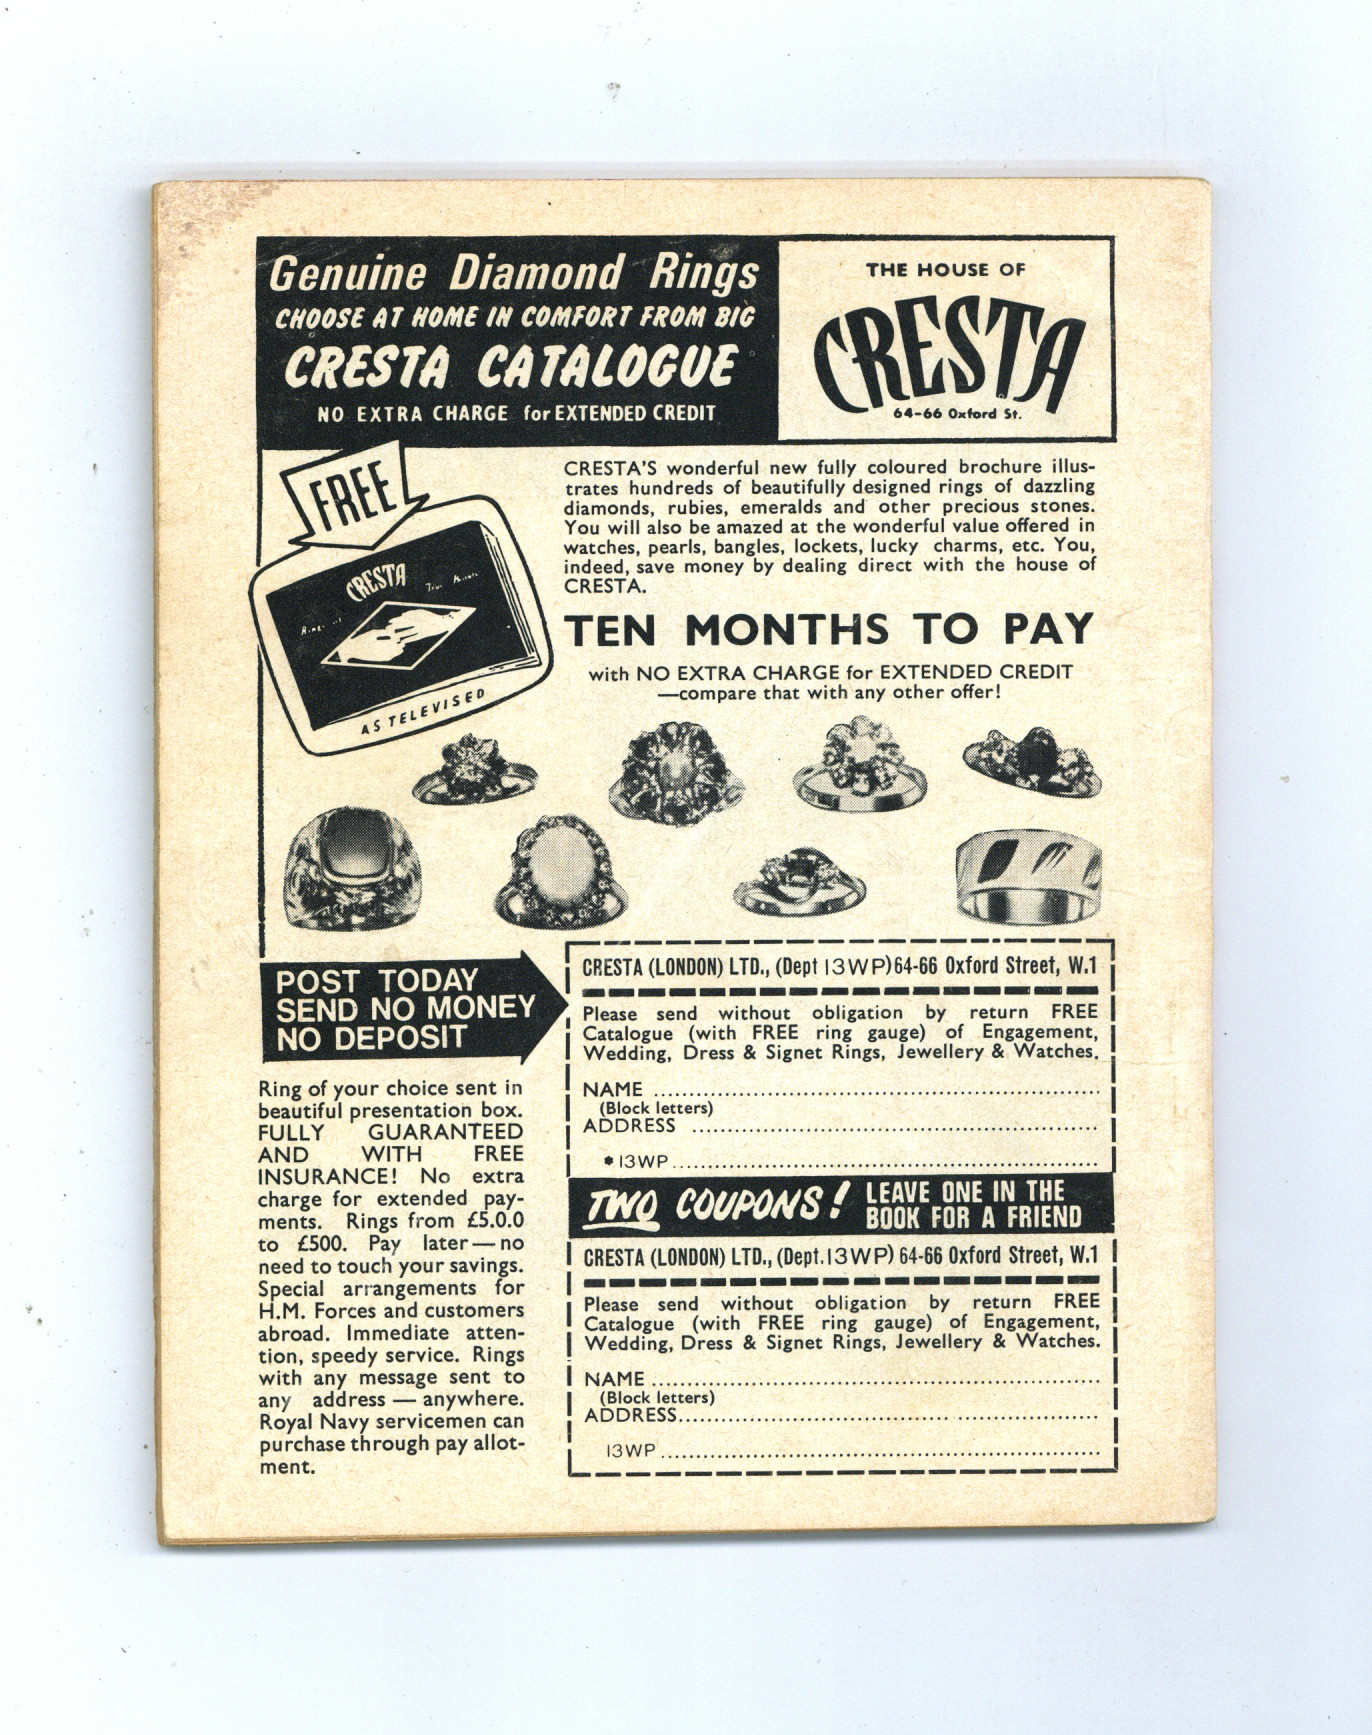 Genuine Diamond Rings
CHOOSE AT HOME IN COMFORT FROM BIG
CRESTA CATALOGUE
NO EXTRA CHARGE for EXTENDED CREDIT
THE HOUSE OF
CRESTA
64-66 Oxford St.
FREE
CRESTA
AS TELEVISED
CRESTA'S wonderful new fully coloured brochure illus-
trates hundreds of beautifully designed rings of dazzling
diamonds, rubies, emeralds and other precious stones.
You will also be amazed at the wonderful value offered in
watches, pearls, bangles, lockets, lucky charms, etc. You,
indeed, save money by dealing direct with the house of
CRESTA.
TEN MONTHS TO PAY
with NO EXTRA CHARGE for EXTENDED CREDIT
—compare that with any other offer!
POST TODAY
SEND NO MONEY
NO DEPOSIT
Ring of your choice sent in
beautiful presentation box.
FULLY GUARANTEED
AND WITH FREE
INSURANCE! No extra
charge for extended pay-
ments. Rings from £5.0.0
to £500. Pay later—no
need to touch your savings.
Special arrangements for
H.M. Forces and customers
abroad. Immediate atten-
tion, speedy service. Rings
with any message sent to
any address — anywhere.
Royal Navy servicemen can
purchase through pay allot-
ment.
CRESTA (LONDON) LTD., (Dept 13WP) 64-66 Oxford Street, W.1
Please send without obligation by return FREE
Catalogue (with FREE ring gauge) of Engagement,
Wedding, Dress & Signet Rings, Jewellery & Watches.
NAME ....................
(Block letters)
ADDRESS ....................
* 13WP ....................
TWO COUPONS! LEAVE ONE IN THE
BOOK FOR A FRIEND
CRESTA (LONDON) LTD., (Dept. 13WP) 64-66 Oxford Street, W.1
Please send without obligation by return FREE
Catalogue (with FREE ring gauge) of Engagement,
Wedding, Dress & Signet Rings, Jewellery & Watches.
NAME ....................
(Block letters)
ADDRESS ....................
13WP ....................